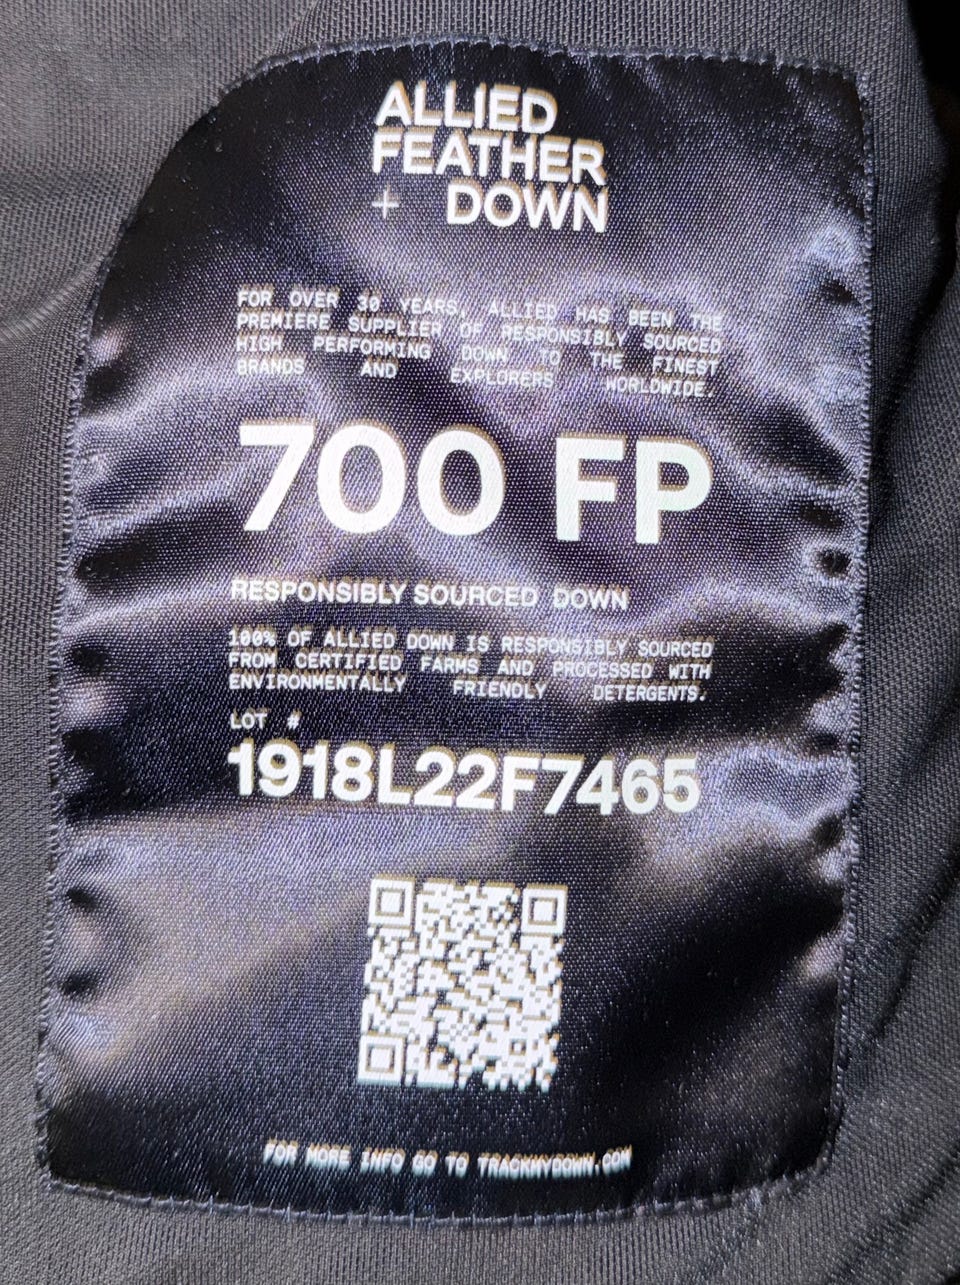 ALLIED
FEATHER
+ DOWN
FOR OVER 30 YEARS, ALLIED HAS BEEN THE
PREMIERE SUPPLIER OF RESPONSIBLY SOURCED
HIGH PERFORMING DOWN TO THE FINEST
BRANDS AND EXPLORERS WORLDWIDE.
700 FP
RESPONSIBLY SOURCED DOWN
100% OF ALLIED DOWN IS RESPONSIBLY SOURCED
FROM CERTIFIED FARMS AND PROCESSED WITH
ENVIRONMENTALLY FRIENDLY DETERGENTS.
LOT #
1918L22F7465
FOR MORE INFO GO TO TRACKMYDOWN.COM